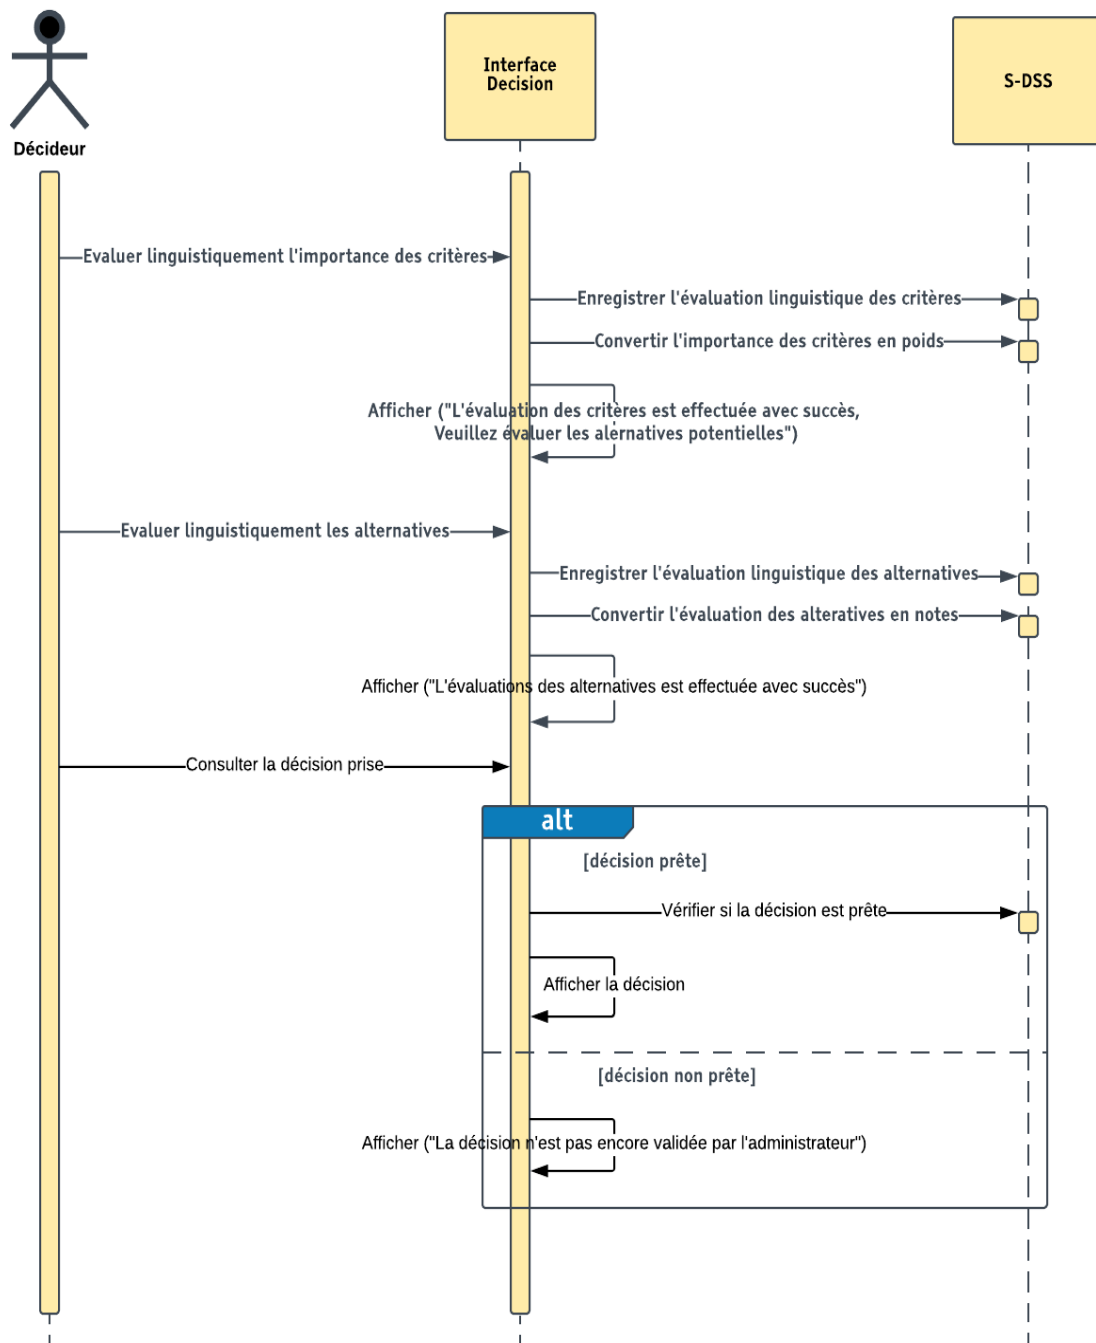 Décideur
Interface
Decision
S-DSS
Evaluer linguistiquement l'importance des critères
Enregistrer l'évaluation linguistique des critères
Convertir l'importance des critères en poids
Afficher ("L'évaluation des critères est effectuée avec succès,
Veuillez évaluer les alernatives potentielles")
Evaluer linguistiquement les alternatives
Enregistrer l'évaluation linguistique des alternatives
Convertir l'évaluation des alteratives en notes
Afficher ("L'évaluations des alternatives est effectuée avec succès")
Consulter la décision prise
alt
[décision prête]
Vérifier si la décision est prête
Afficher la décision
[décision non prête]
Afficher ("La décision n'est pas encore validée par l'administrateur")